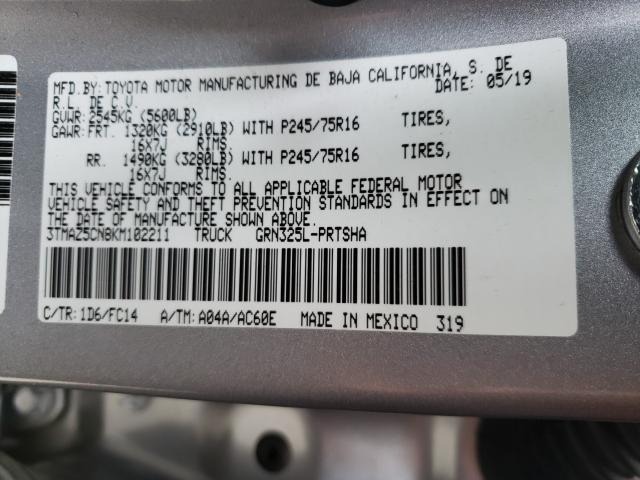 MFD. BY: TOYOTA MOTOR MANUFACTURING DE BAJA CALIFORNIA, S. DE
R.L. DE C.V. DATE: 05/19
GVWR: 2545KG (5600LB)
GAWR: FRT. 1320KG (2910LB) WITH P245/75R16 TIRES,
16X7J RIMS.
RR. 1490KG (3280LB) WITH P245/75R16 TIRES,
16X7J RIMS.
THIS VEHICLE CONFORMS TO ALL APPLICABLE FEDERAL MOTOR
VEHICLE SAFETY AND THEFT PREVENTION STANDARDS IN EFFECT ON
THE DATE OF MANUFACTURE SHOWN ABOVE.
3TMAZ5CN8KM102211 TRUCK GRN325L-PRTSHA
C/TR: 1D6/FC14 A/TM: A04A/AC60E MADE IN MEXICO 319